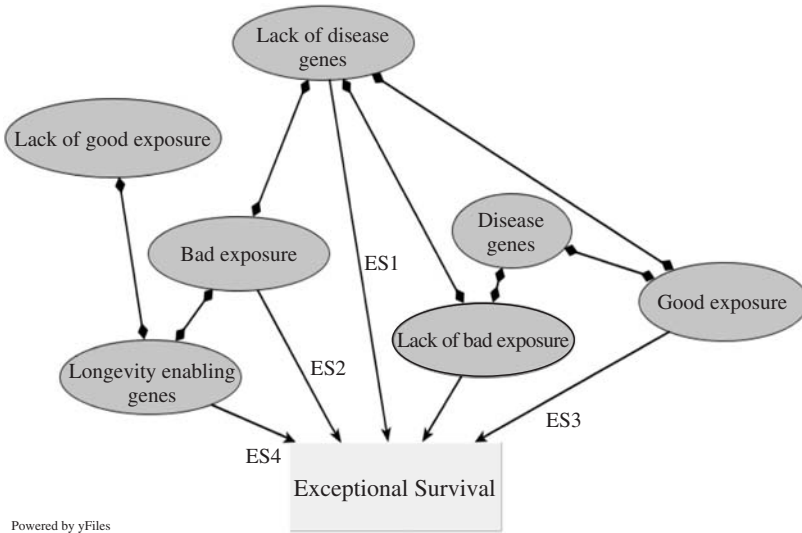 Lack of disease
genes
Lack of good exposure
Disease
genes
Bad exposure
ES1
Good exposure
Lack of bad exposure
Longevity enabling
genes
ES2
ES3
ES4
Exceptional Survival
Powered by yFiles